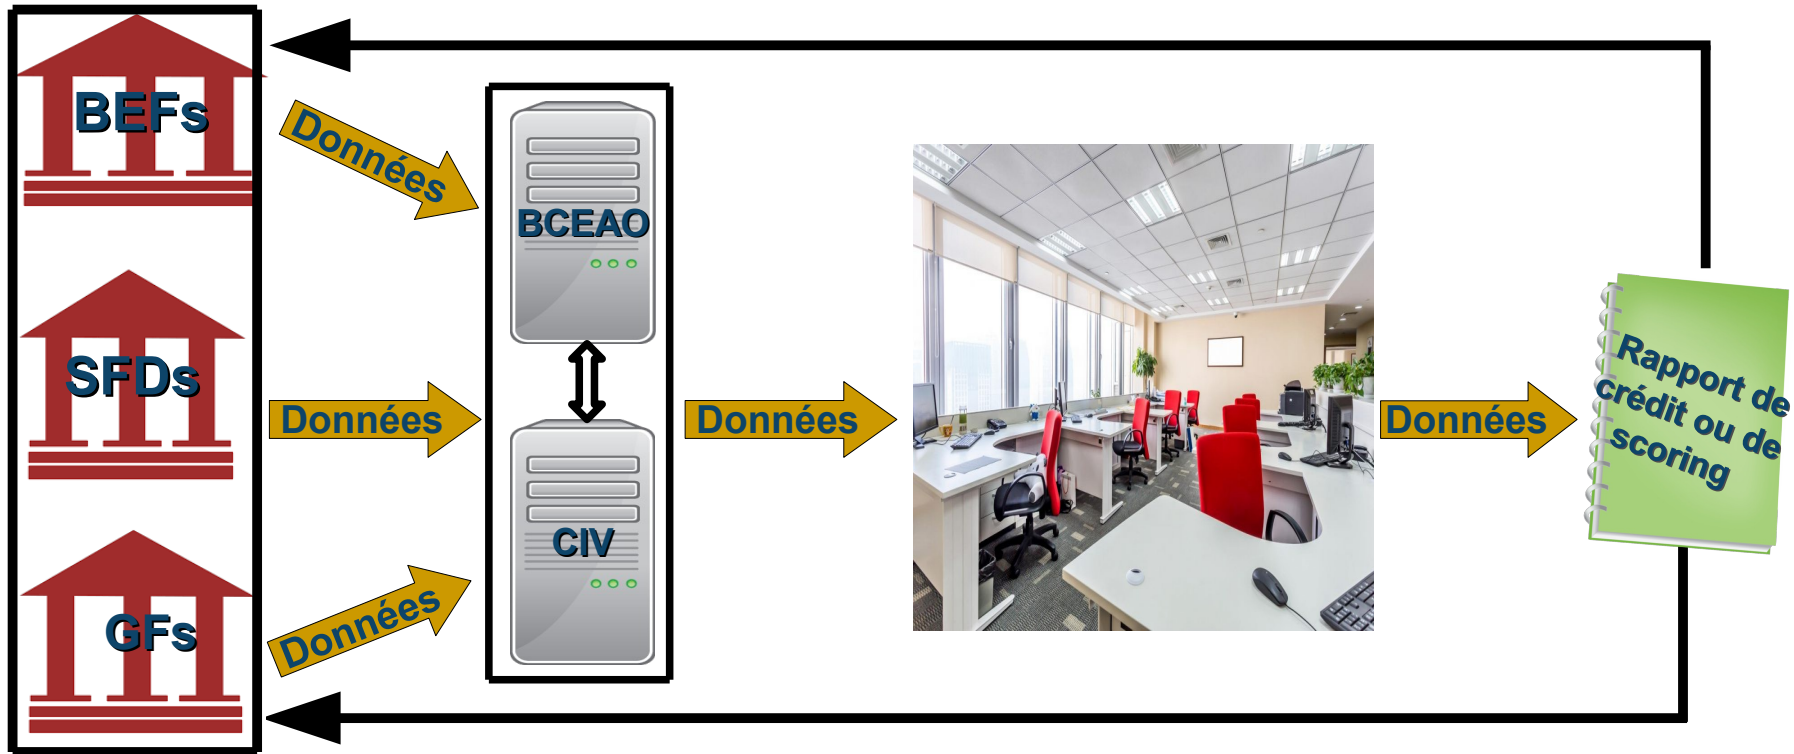 BEFs
Données
BCEAO
SFDs
Données
Données
Données
Rapport de
crédit ou de
scoring
CIV
GFs
Données